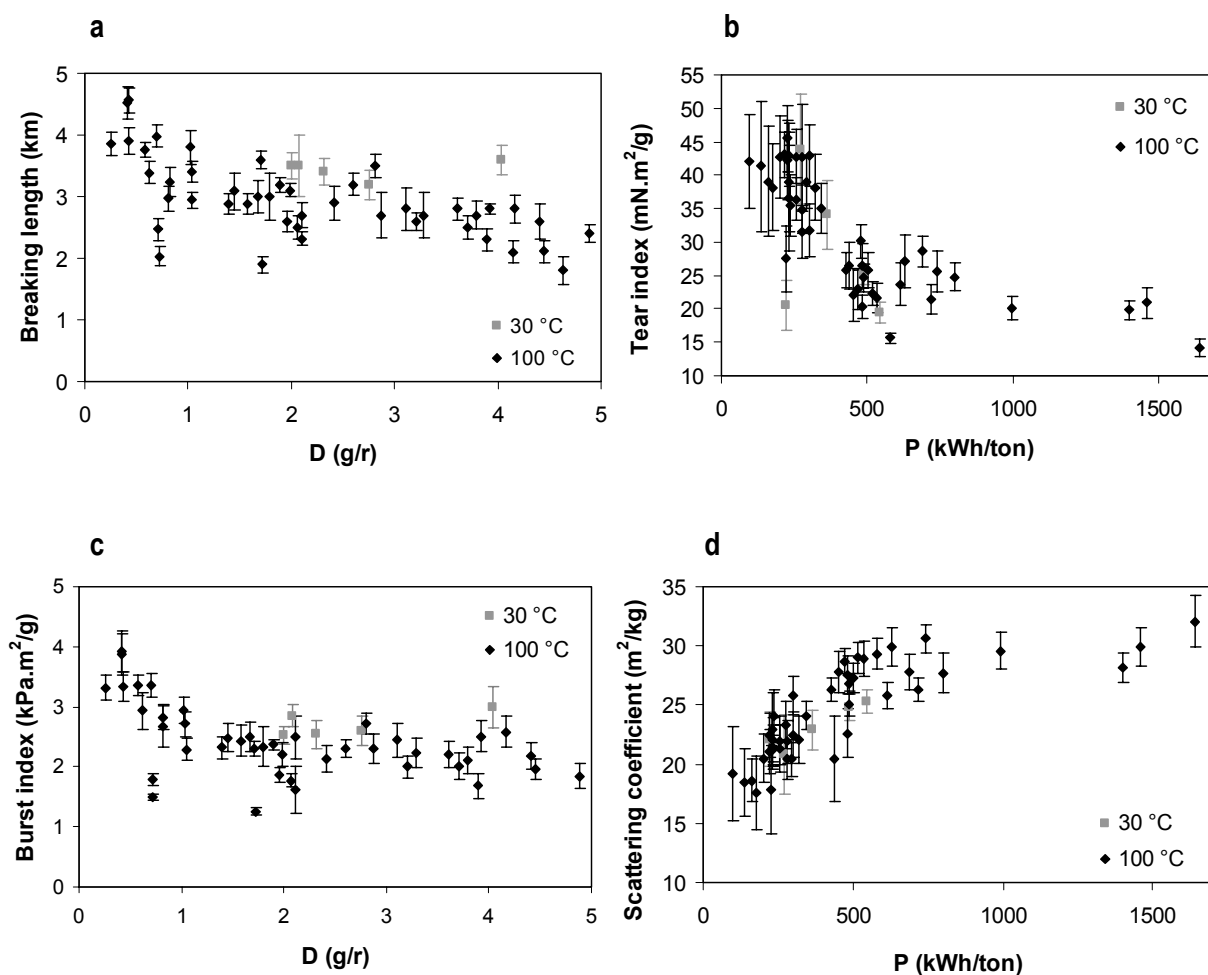 a
5
4
3
2
1
0
0 1 2 3 4 5
Breaking length (km)
D (g/r)
30 °C
100 °C
b
55
50
45
40
35
30
25
20
15
10
0 500 1000 1500
Tear index (mN.m²/g)
P (kWh/ton)
30 °C
100 °C
c
5
4
3
2
1
0
0 1 2 3 4 5
Burst index (kPa.m²/g)
D (g/r)
30 °C
100 °C
d
35
30
25
20
15
10
0 500 1000 1500
Scattering coefficient (m²/kg)
P (kWh/ton)
30 °C
100 °C